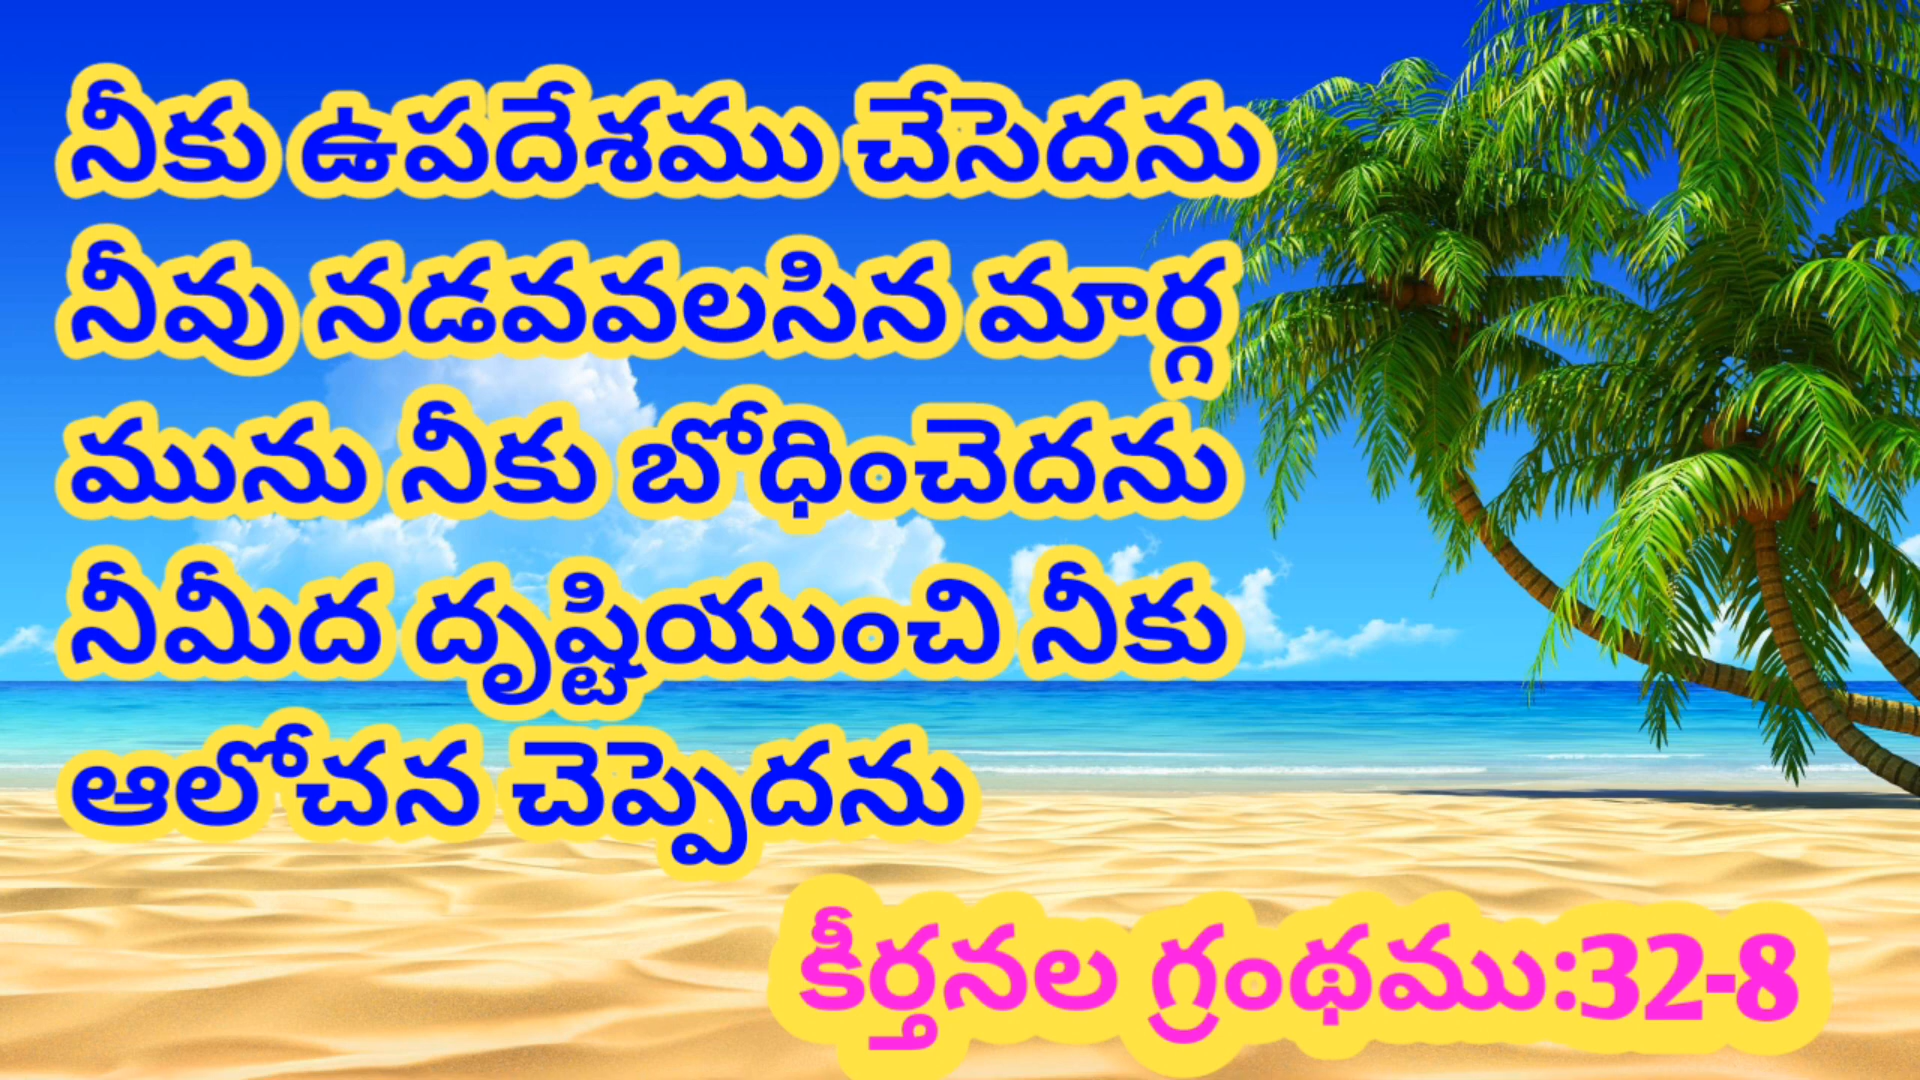 నీకు ఉపదేశము చేసెదను
నీవు నడవవలసిన మార్గ
మును నీకు బోధించెదను
నీమీద దృష్టియుంచి నీకు
ఆలోచన చెప్పెదను
కీర్తనల గ్రంథము:32-8